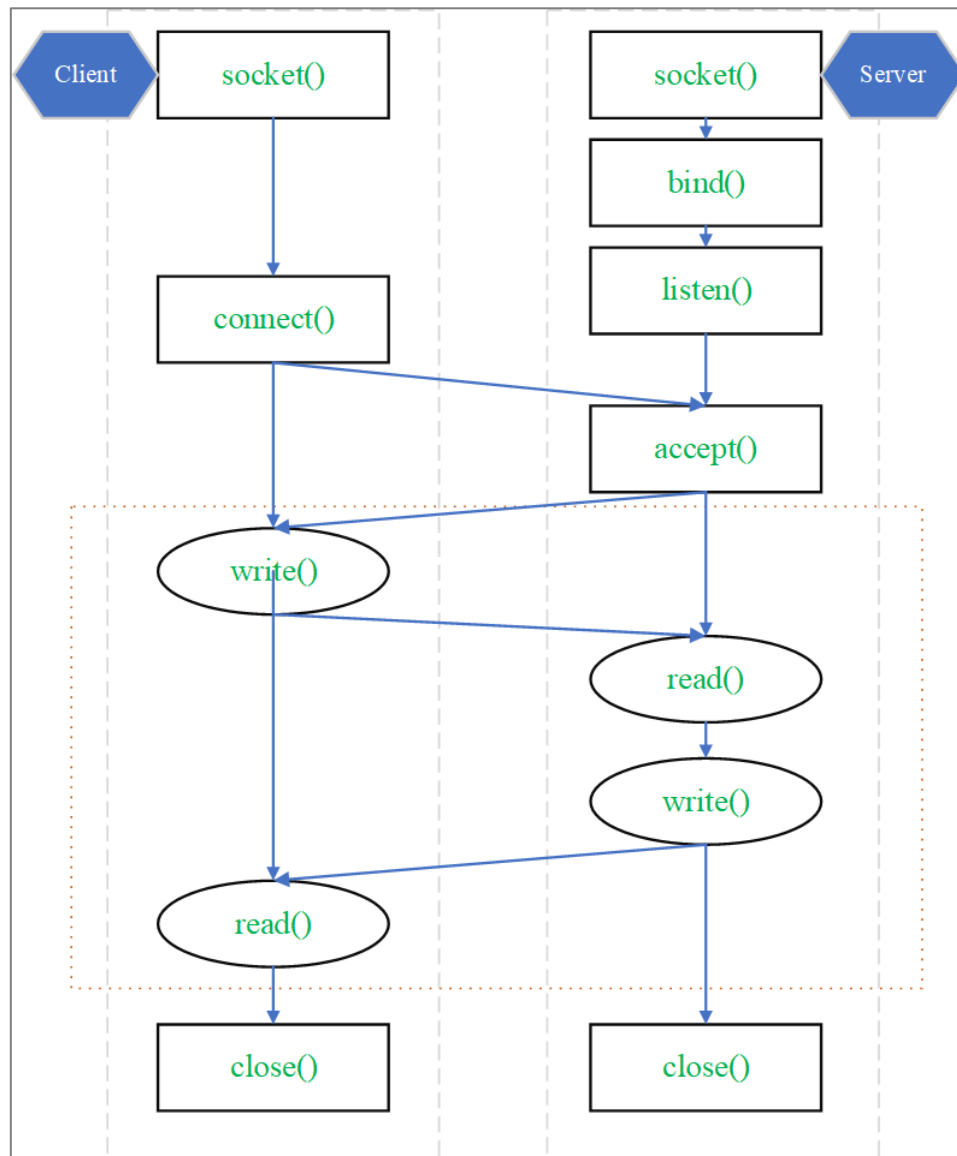 Client
socket()
socket()
Server
bind()
connect()
listen()
accept()
write()
read()
write()
read()
close()
close()